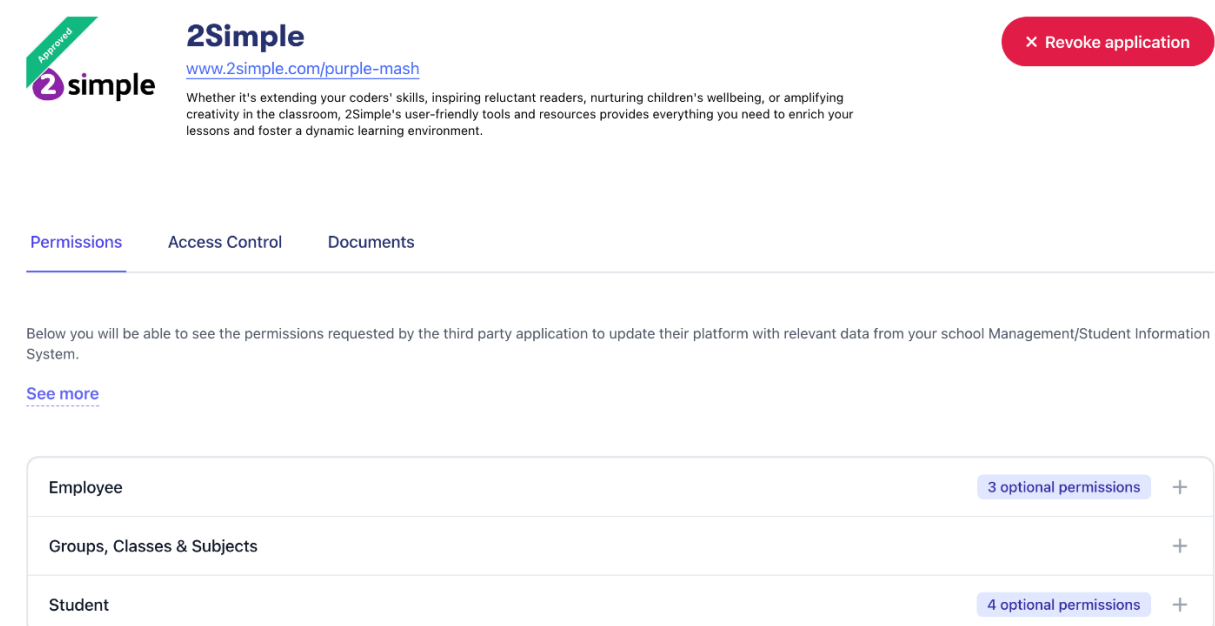 Approved
2simple
2Simple
www.2simple.com/purple-mash
Whether it's extending your coders' skills, inspiring reluctant readers, nurturing children's wellbeing, or amplifying
creativity in the classroom, 2Simple's user-friendly tools and resources provides everything you need to enrich your
lessons and foster a dynamic learning environment.
× Revoke application
Permissions
Access Control
Documents
Below you will be able to see the permissions requested by the third party application to update their platform with relevant data from your school Management/Student Information
System.
See more
Employee
3 optional permissions
Groups, Classes & Subjects
Student
4 optional permissions